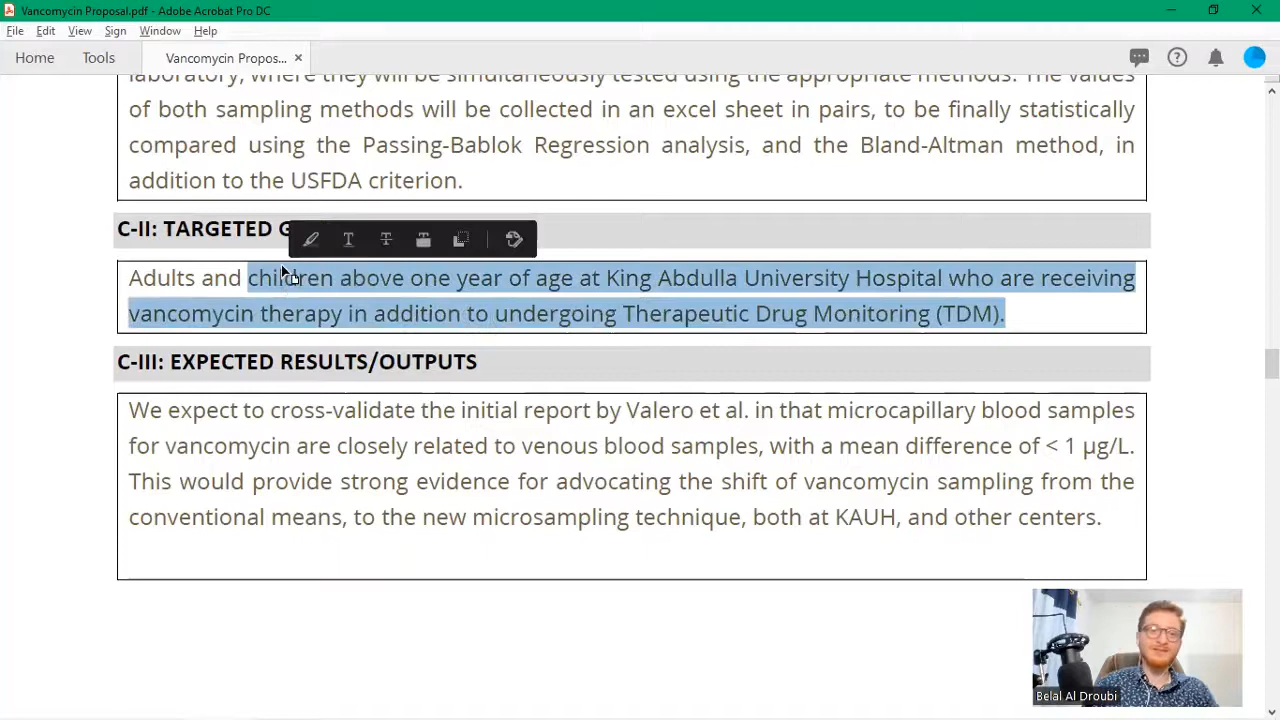 Vancomycin Proposal.pdf - Adobe Acrobat Pro DC
File Edit View Sign Window Help
Home Tools Vancomycin Propos... ×
laboratory, where they will be simultaneously tested using the appropriate methods. The values
of both sampling methods will be collected in an excel sheet in pairs, to be finally statistically
compared using the Passing-Bablok Regression analysis, and the Bland-Altman method, in
addition to the USFDA criterion.
C-II: TARGETED G
Adults and children above one year of age at King Abdulla University Hospital who are receiving
vancomycin therapy in addition to undergoing Therapeutic Drug Monitoring (TDM).
C-III: EXPECTED RESULTS/OUTPUTS
We expect to cross-validate the initial report by Valero et al. in that microcapillary blood samples
for vancomycin are closely related to venous blood samples, with a mean difference of < 1 µg/L.
This would provide strong evidence for advocating the shift of vancomycin sampling from the
conventional means, to the new microsampling technique, both at KAUH, and other centers.
Belal Al Droubi